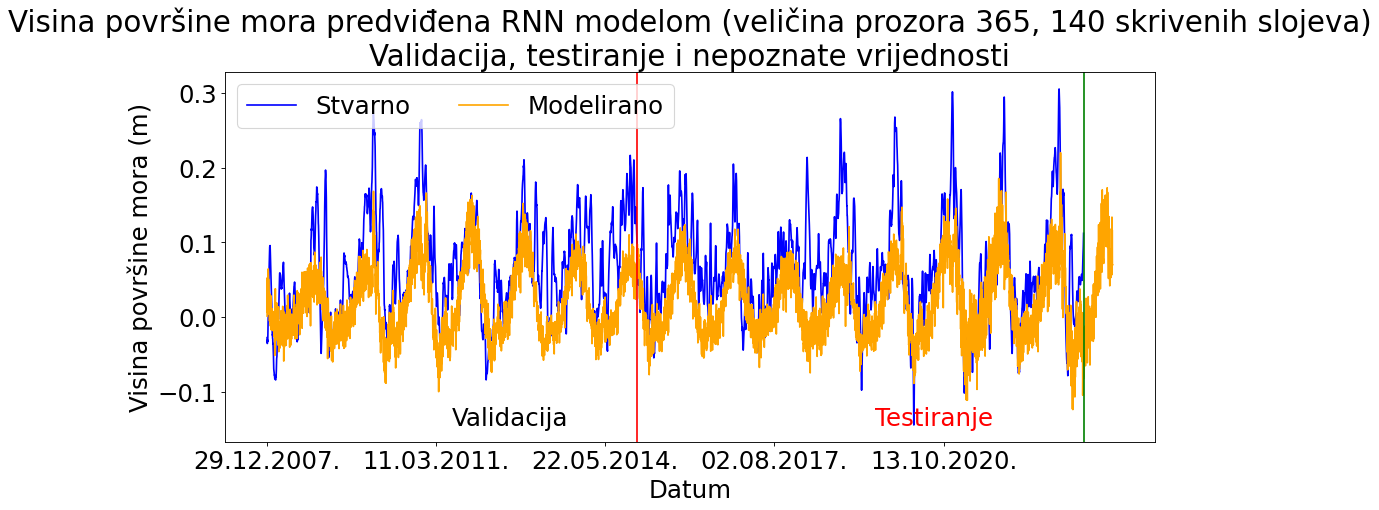 Visina površine mora predviđena RNN modelom (veličina prozora 365, 140 skrivenih slojeva)
Validacija, testiranje i nepoznate vrijednosti
Stvarno
Modelirano
Visina površine mora (m)
0.3
0.2
0.1
0.0
−0.1
Validacija
Testiranje
29.12.2007.
11.03.2011.
22.05.2014.
02.08.2017.
13.10.2020.
Datum